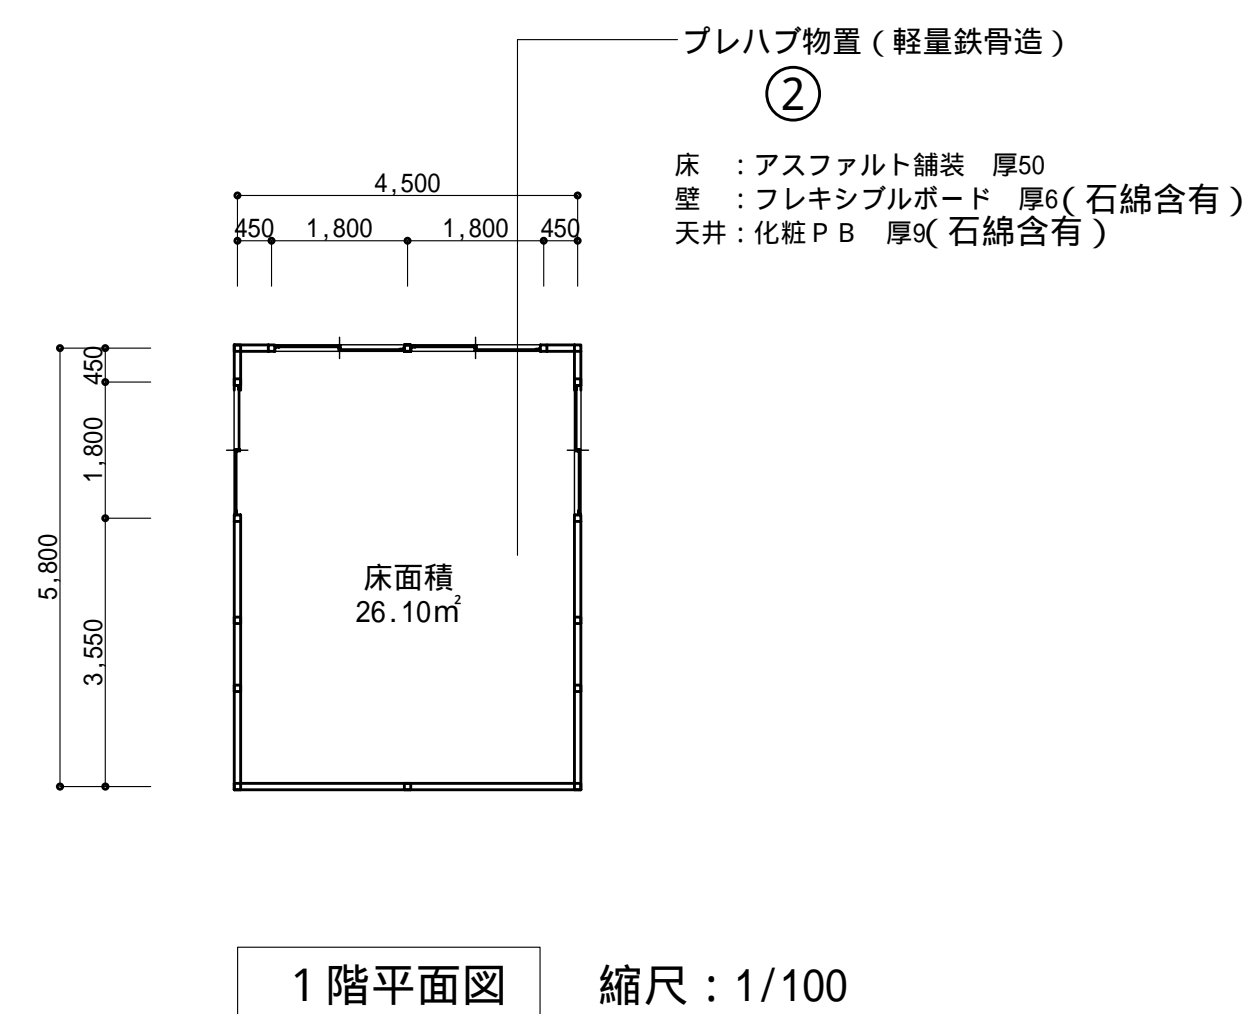 プレハブ物置（軽量鉄骨造）
②
床　：アスファルト舗装　厚50
壁　：フレキシブルボード　厚6(石綿含有)
天井：化粧ＰＢ　厚9(石綿含有)
4,500
450 1,800 1,800 450
450
1,800
5,800
3,550
床面積
26.10㎡
1階平面図　縮尺：1/100